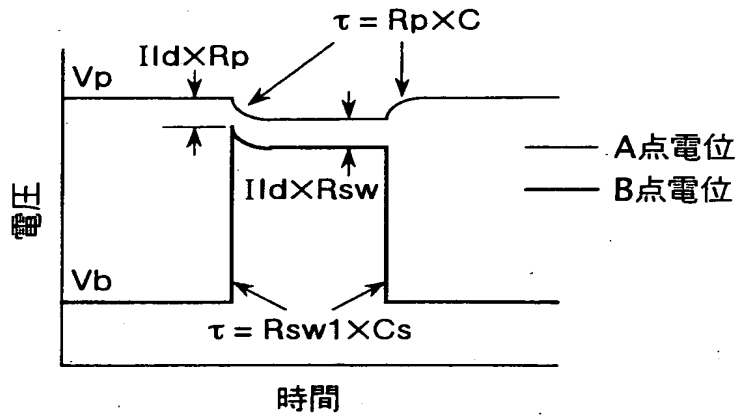 τ = Rp×C
Ild×Rp
Vp
A点電位
B点電位
Ild×Rsw
電圧
Vb
τ = Rsw1×Cs
時間